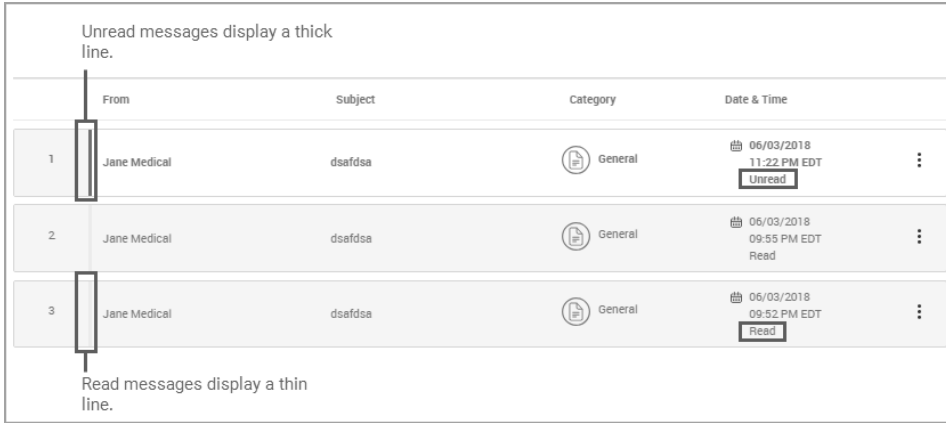 Unread messages display a thick
line.
From Subject Category Date & Time
1 Jane Medical dsafdsa General 06/03/2018
11:22 PM EDT
Unread
2 Jane Medical dsafdsa General 06/03/2018
09:55 PM EDT
Read
3 Jane Medical dsafdsa General 06/03/2018
09:52 PM EDT
Read
Read messages display a thin
line.